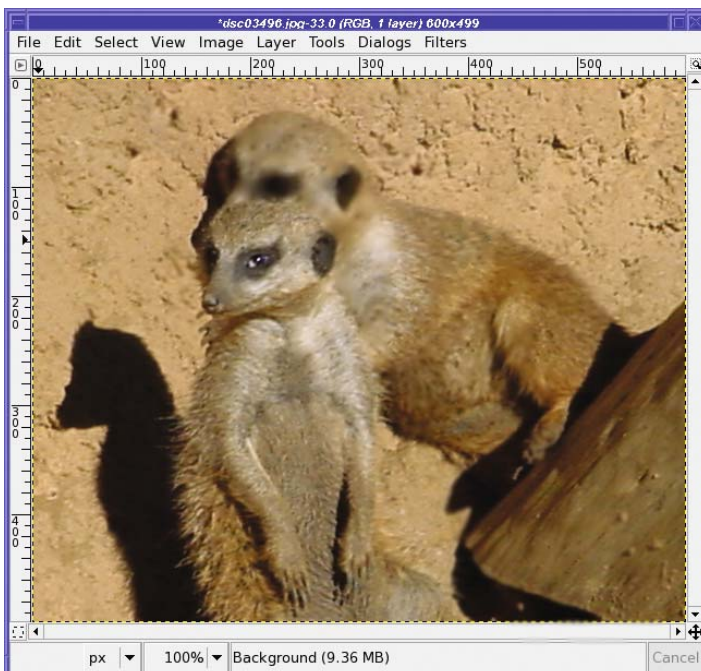 *dsc03496.jpg-33.0 (RGB, 1 layer) 600x499
File Edit Select View Image Layer Tools Dialogs Filters
0 100 200 300 400 500
0
100
200
300
400
px 100% Background (9.36 MB) Cancel